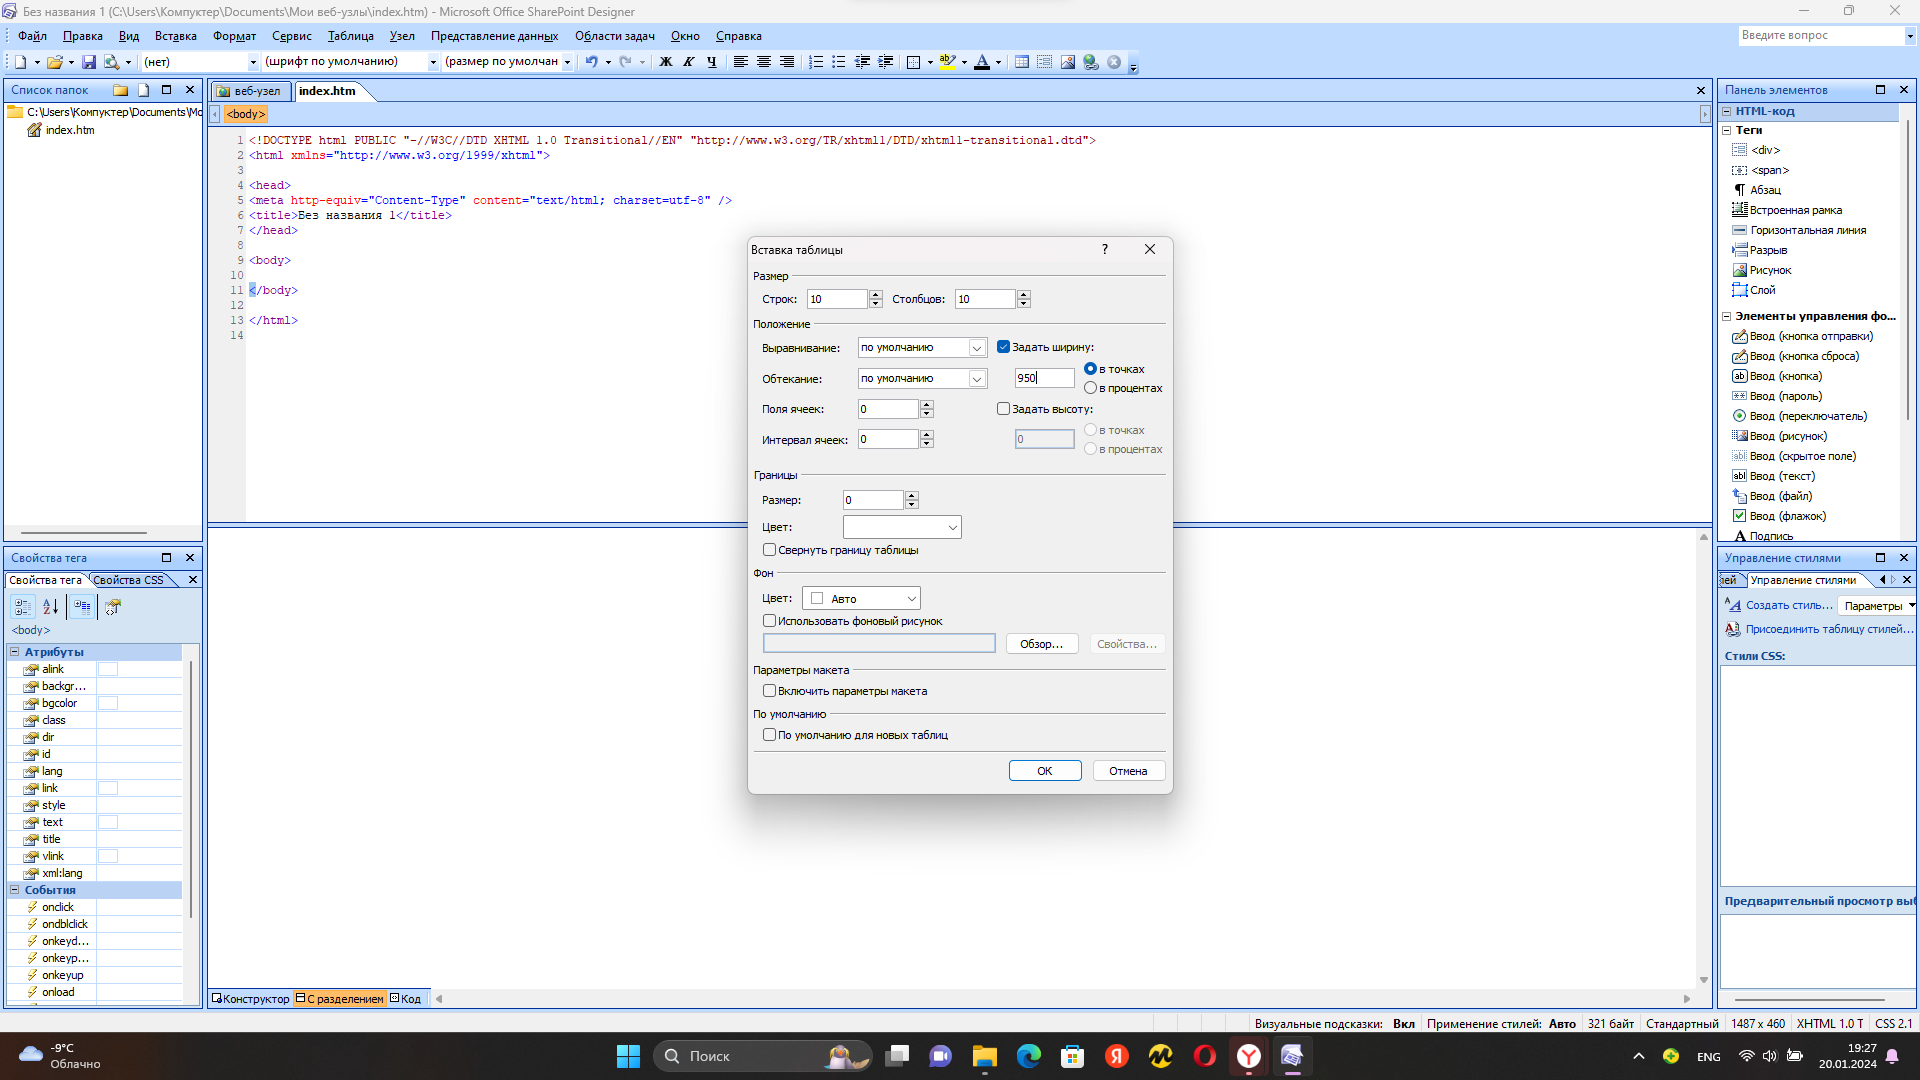 Без названия 1 (C:\Users\Компуктер\Documents\Мои веб-узлы\index.htm) - Microsoft Office SharePoint Designer
Файл Правка Вид Вставка Формат Сервис Таблица Узел Представление данных Области задач Окно Справка
Введите вопрос
(нет) (шрифт по умолчанию) (размер по умолчан Ж К Ч
Список папок
C:\Users\Компуктер\Documents\Мо
index.htm
веб-узел index.htm
<body>
1 <!DOCTYPE html PUBLIC "-//W3C//DTD XHTML 1.0 Transitional//EN" "http://www.w3.org/TR/xhtml1/DTD/xhtml1-transitional.dtd">
2 <html xmlns="http://www.w3.org/1999/xhtml">
3
4 <head>
5 <meta http-equiv="Content-Type" content="text/html; charset=utf-8" />
6 <title>Без названия 1</title>
7 </head>
8
9 <body>
10
11 </body>
12
13 </html>
14
Вставка таблицы ?
Размер
Строк: 10 Столбцов: 10
Положение
Выравнивание: по умолчанию Задать ширину:
Обтекание: по умолчанию 950 в точках
в процентах
Поля ячеек: 0 Задать высоту:
Интервал ячеек: 0 0 в точках
в процентах
Границы
Размер: 0
Цвет:
Свернуть границу таблицы
Фон
Цвет: Авто
Использовать фоновый рисунок
Обзор... Свойства...
Параметры макета
Включить параметры макета
По умолчанию
По умолчанию для новых таблиц
ОК Отмена
Панель элементов
HTML-код
Теги
<div>
<span>
Абзац
Встроенная рамка
Горизонтальная линия
Разрыв
Рисунок
Слой
Элементы управления фо...
Ввод (кнопка отправки)
Ввод (кнопка сброса)
Ввод (кнопка)
Ввод (пароль)
Ввод (переключатель)
Ввод (рисунок)
Ввод (скрытое поле)
Ввод (текст)
Ввод (файл)
Ввод (флажок)
Подпись
Свойства тега
Свойства тега Свойства CSS
<body>
Атрибуты
alink
backgr...
bgcolor
class
dir
id
lang
link
style
text
title
vlink
xml:lang
События
onclick
ondblclick
onkeyd...
onkeyp...
onkeyup
onload
Управление стилями
лей Управление стилями
Создать стиль... Параметры
Присоединить таблицу стилей...
Стили CSS:
Предварительный просмотр выб
Конструктор С разделением Код
Визуальные подсказки: Вкл Применение стилей: Авто 321 байт Стандартный 1487 x 460 XHTML 1.0 T CSS 2.1
-9°C
Облачно
Поиск
ENG
19:27
20.01.2024